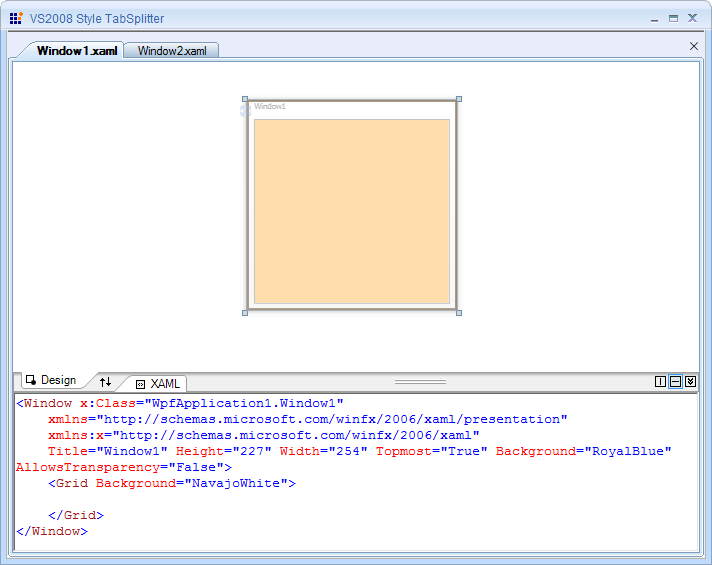 VS2008 Style TabSplitter
Window1.xaml Window2.xaml
Window1
Design XAML
<Window x:Class="WpfApplication1.Window1"
xmlns="http://schemas.microsoft.com/winfx/2006/xaml/presentation"
xmlns:x="http://schemas.microsoft.com/winfx/2006/xaml"
Title="Window1" Height="227" Width="254" Topmost="True" Background="RoyalBlue"
AllowsTransparency="False">
<Grid Background="NavajoWhite">
</Grid>
</Window>